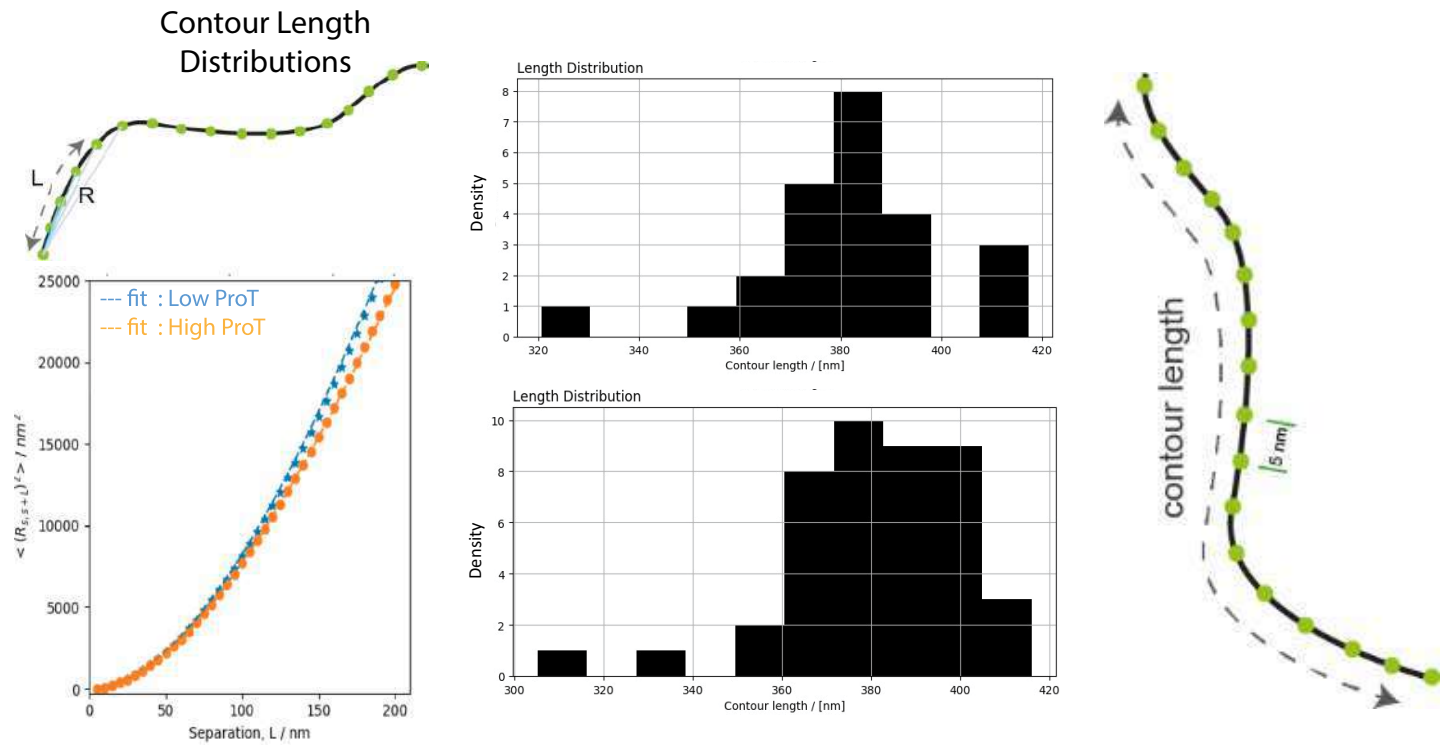 Contour Length
Distributions
L
R
--- fit : Low ProT
--- fit : High ProT
25000
20000
15000
10000
5000
0
< (R_{s,s+L})² > / nm²
0 50 100 150 200
Separation, L / nm
Length Distribution
8
7
6
5
4
3
2
1
0
Density
320 340 360 380 400 420
Contour length / [nm]
Length Distribution
10
8
6
4
2
0
Density
300 320 340 360 380 400 420
Contour length / [nm]
contour length
5 nm